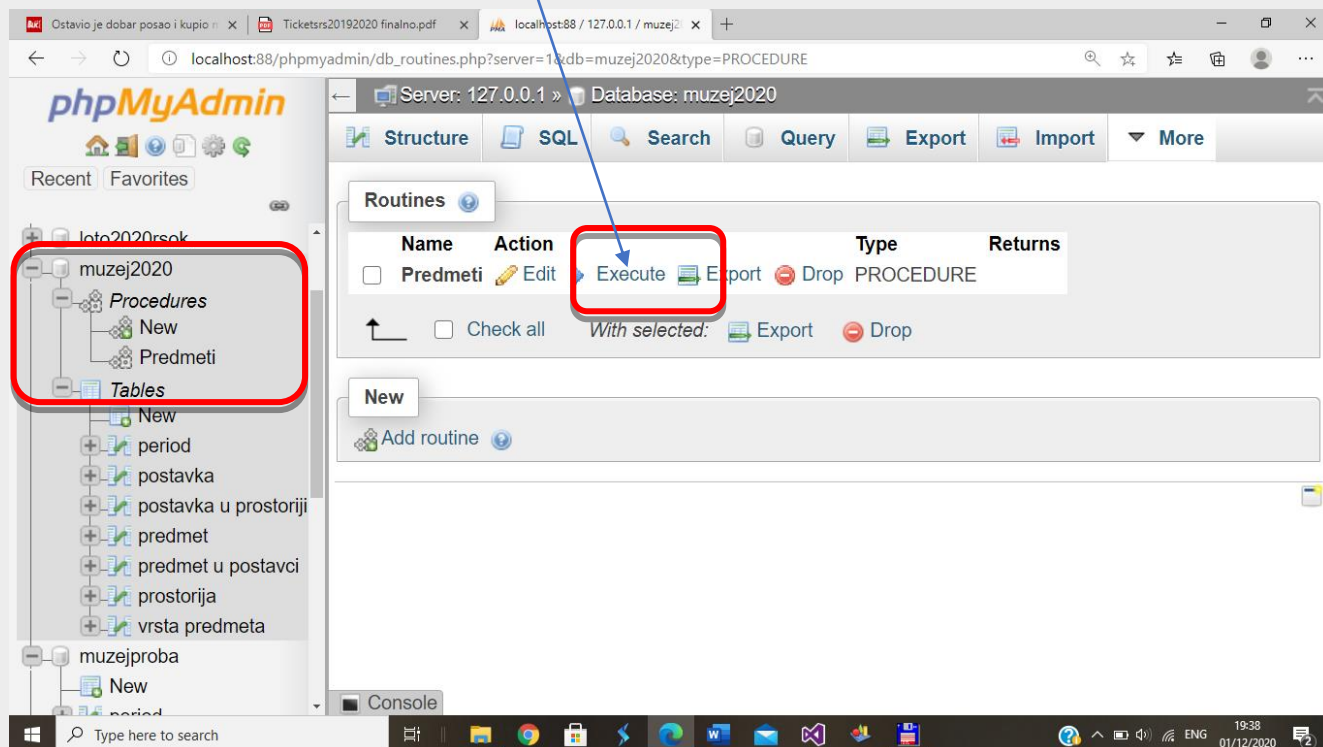 Ostavio je dobar posao i kupio n
Ticketsrs20192020 finalno.pdf
localhost:88 / 127.0.0.1 / muzej2
localhost:88/phpmyadmin/db_routines.php?server=1&db=muzej2020&type=PROCEDURE
phpMyAdmin
Recent Favorites
loto2020rsok
muzej2020
Procedures
New
Predmeti
Tables
New
period
postavka
postavka u prostoriji
predmet
predmet u postavci
prostorija
vrsta predmeta
muzejproba
New
period
Server: 127.0.0.1 » Database: muzej2020
Structure SQL Search Query Export Import More
Routines
Name Action Type Returns
Predmeti Edit Execute Export Drop PROCEDURE
Check all With selected: Export Drop
New
Add routine
Console
Type here to search
ENG
19:38
01/12/2020
2